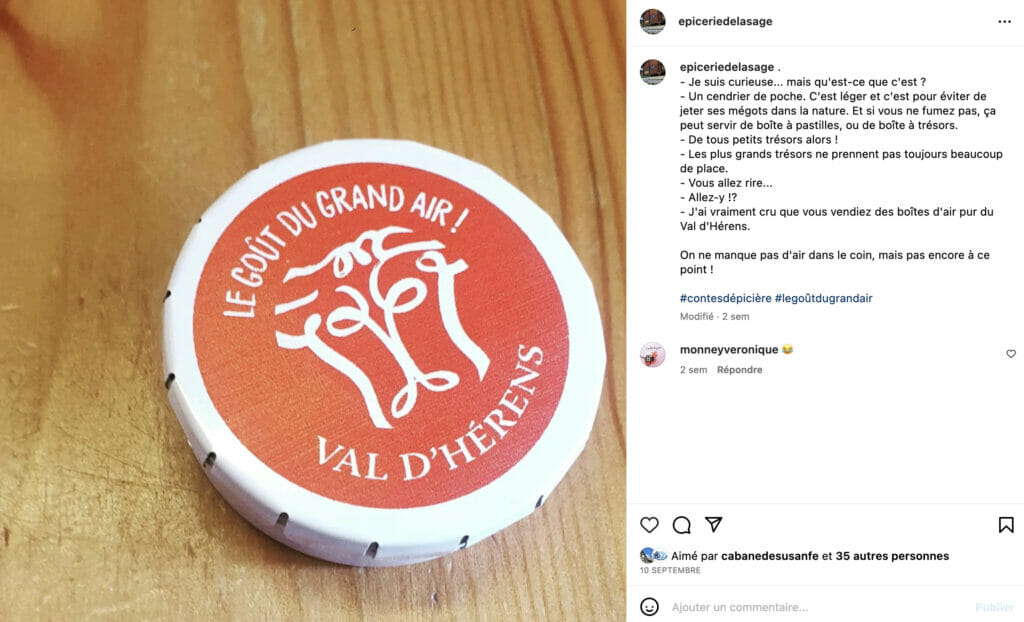 LE GOÛT DU GRAND AIR !
VAL D'HÉRENS
epiceriedelasage
epiceriedelasage .
- Je suis curieuse... mais qu'est-ce que c'est ?
- Un cendrier de poche. C'est léger et c'est pour éviter de
jeter ses mégots dans la nature. Et si vous ne fumez pas, ça
peut servir de boîte à pastilles, ou de boîte à trésors.
- De tous petits trésors alors !
- Les plus grands trésors ne prennent pas toujours beaucoup
de place.
- Vous allez rire...
- Allez-y !?
- J'ai vraiment cru que vous vendiez des boîtes d'air pur du
Val d'Hérens.
On ne manque pas d'air dans le coin, mais pas encore à ce
point !
#contesdépicière #legoûtdugrandair
Modifié · 2 sem
monneyveronique 😂
2 sem Répondre
Aimé par cabanedesusanfe et 35 autres personnes
10 SEPTEMBRE
Ajouter un commentaire...
Publier